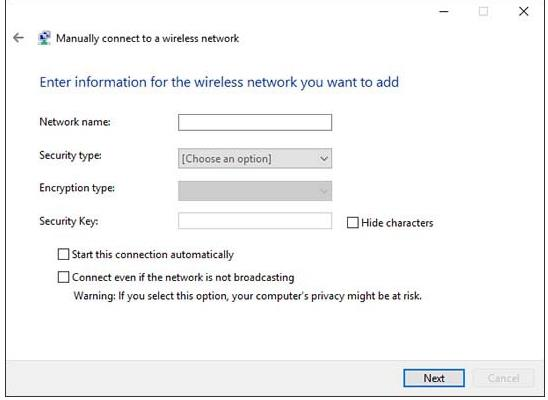 Manually connect to a wireless network
Enter information for the wireless network you want to add
Network name:
Security type: [Choose an option]
Encryption type:
Security Key: Hide characters
Start this connection automatically
Connect even if the network is not broadcasting
Warning: If you select this option, your computer's privacy might be at risk.
Next Cancel